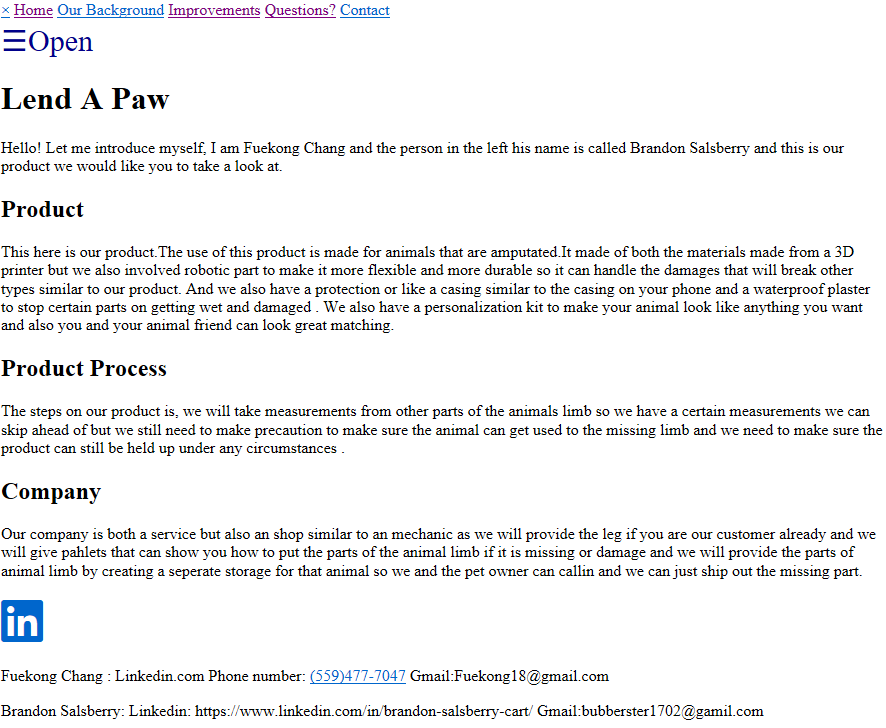 × Home Our Background Improvements Questions? Contact
☰Open
Lend A Paw
Hello! Let me introduce myself, I am Fuekong Chang and the person in the left his name is called Brandon Salsberry and this is our
product we would like you to take a look at.
Product
This here is our product.The use of this product is made for animals that are amputated.It made of both the materials made from a 3D
printer but we also involved robotic part to make it more flexible and more durable so it can handle the damages that will break other
types similar to our product. And we also have a protection or like a casing similar to the casing on your phone and a waterproof plaster
to stop certain parts on getting wet and damaged . We also have a personalization kit to make your animal look like anything you want
and also you and your animal friend can look great matching.
Product Process
The steps on our product is, we will take measurements from other parts of the animals limb so we have a certain measurements we can
skip ahead of but we still need to make precaution to make sure the animal can get used to the missing limb and we need to make sure the
product can still be held up under any circumstances .
Company
Our company is both a service but also an shop similar to an mechanic as we will provide the leg if you are our customer already and we
will give pahlets that can show you how to put the parts of the animal limb if it is missing or damage and we will provide the parts of
animal limb by creating a seperate storage for that animal so we and the pet owner can callin and we can just ship out the missing part.
in
Fuekong Chang : Linkedin.com Phone number: (559)477-7047 Gmail:Fuekong18@gmail.com
Brandon Salsberry: Linkedin: https://www.linkedin.com/in/brandon-salsberry-cart/ Gmail:bubberster1702@gamil.com